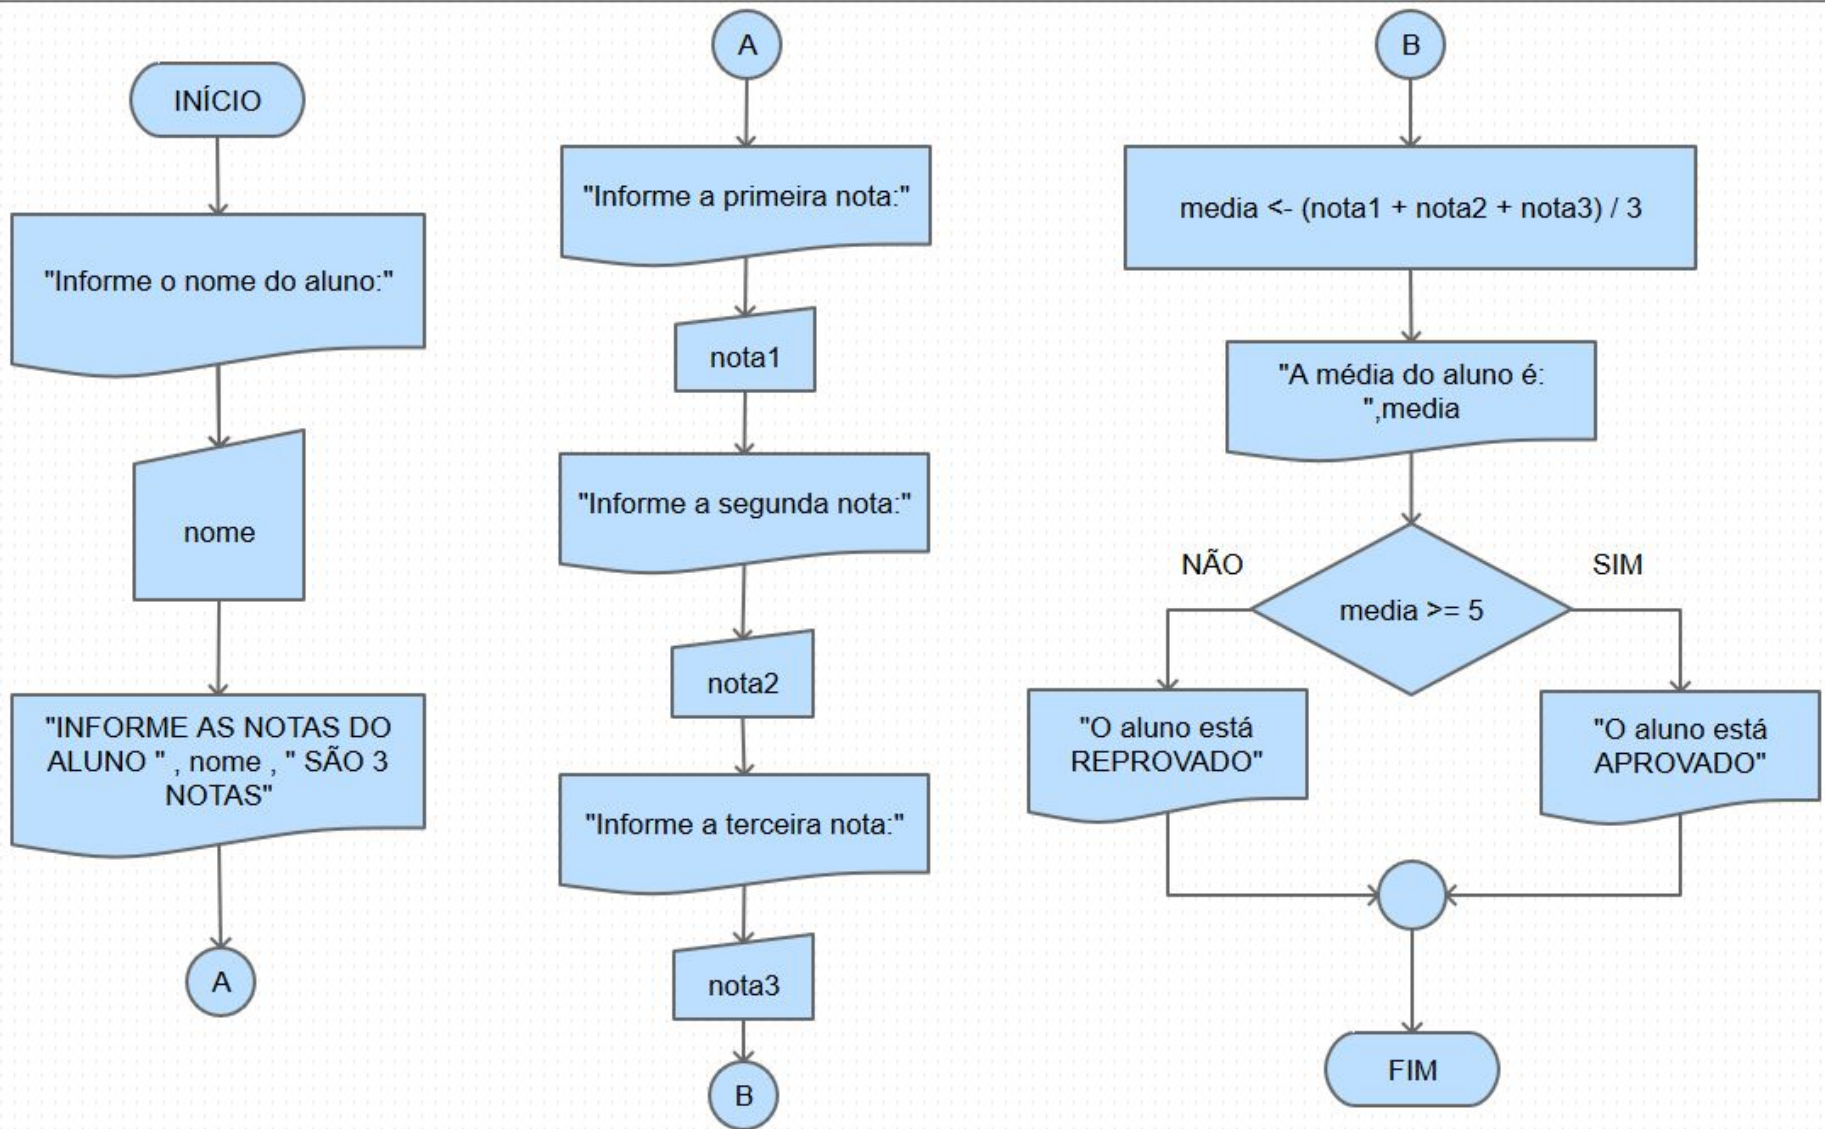 INÍCIO
"Informe o nome do aluno:"
nome
"INFORME AS NOTAS DO
ALUNO " , nome , " SÃO 3
NOTAS"
A
A
"Informe a primeira nota:"
nota1
"Informe a segunda nota:"
nota2
"Informe a terceira nota:"
nota3
B
B
media <- (nota1 + nota2 + nota3) / 3
"A média do aluno é:
",media
media >= 5
NÃO
SIM
"O aluno está
REPROVADO"
"O aluno está
APROVADO"
FIM